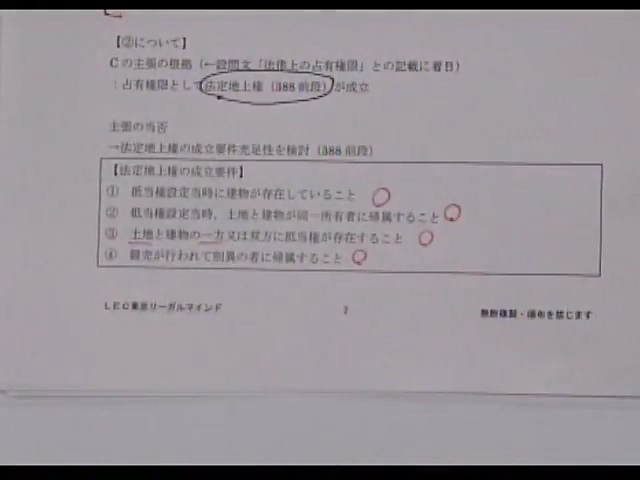 【②について】
Cの主張の根拠（←設問文「法律上の占有権限」との記載に着目）
：占有権限として法定地上権（388前段）が成立
主張の当否
→法定地上権の成立要件充足性を検討（388前段）
【法定地上権の成立要件】
① 抵当権設定当時に建物が存在していること
② 抵当権設定当時、土地と建物が同一所有者に帰属すること
③ 土地と建物の一方又は双方に抵当権が存在すること
④ 競売が行われて別異の者に帰属すること
LEC東京リーガルマインド
2
無断複製・頒布を禁じます